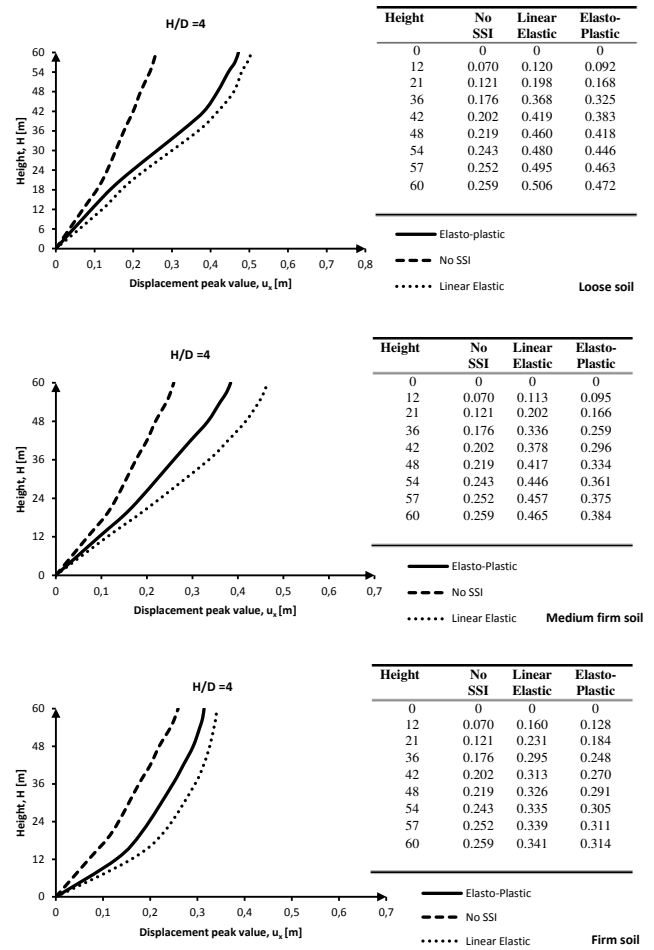 H/D =4
60
54
48
42
36
30
24
18
12
6
0
Height, H [m]
0 0,1 0,2 0,3 0,4 0,5 0,6 0,7 0,8
Displacement peak value, uₓ [m]
Height No SSI Linear Elastic Elasto-Plastic
0 0 0 0
12 0.070 0.120 0.092
21 0.121 0.198 0.168
36 0.176 0.368 0.325
42 0.202 0.419 0.383
48 0.219 0.460 0.418
54 0.243 0.480 0.446
57 0.252 0.495 0.463
60 0.259 0.506 0.472
Elasto-plastic
No SSI
Linear Elastic
Loose soil
H/D =4
60
48
36
24
12
0
Height, H [m]
0 0,1 0,2 0,3 0,4 0,5 0,6 0,7
Displacement peak value, uₓ [m]
Height No SSI Linear Elastic Elasto-Plastic
0 0 0 0
12 0.070 0.113 0.095
21 0.121 0.202 0.166
36 0.176 0.336 0.259
42 0.202 0.378 0.296
48 0.219 0.417 0.334
54 0.243 0.446 0.361
57 0.252 0.457 0.375
60 0.259 0.465 0.384
Elasto-Plastic
No SSI
Linear Elastic
Medium firm soil
H/D =4
60
48
36
24
12
0
Height, H [m]
0 0,1 0,2 0,3 0,4 0,5 0,6 0,7
Displacement peak value, uₓ [m]
Height No SSI Linear Elastic Elasto-Plastic
0 0 0 0
12 0.070 0.160 0.128
21 0.121 0.231 0.184
36 0.176 0.295 0.248
42 0.202 0.313 0.270
48 0.219 0.326 0.291
54 0.243 0.335 0.305
57 0.252 0.339 0.311
60 0.259 0.341 0.314
Elasto-Plastic
No SSI
Linear Elastic
Firm soil